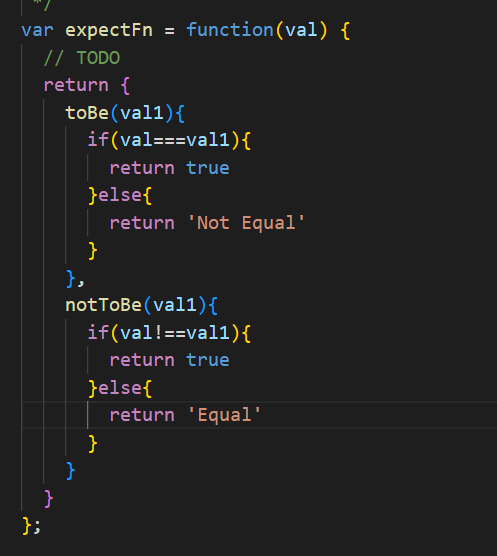 */
var expectFn = function(val) {
// TODO
return {
toBe(val1){
if(val===val1){
return true
}else{
return 'Not Equal'
}
},
notToBe(val1){
if(val!==val1){
return true
}else{
return 'Equal'
}
}
}
};